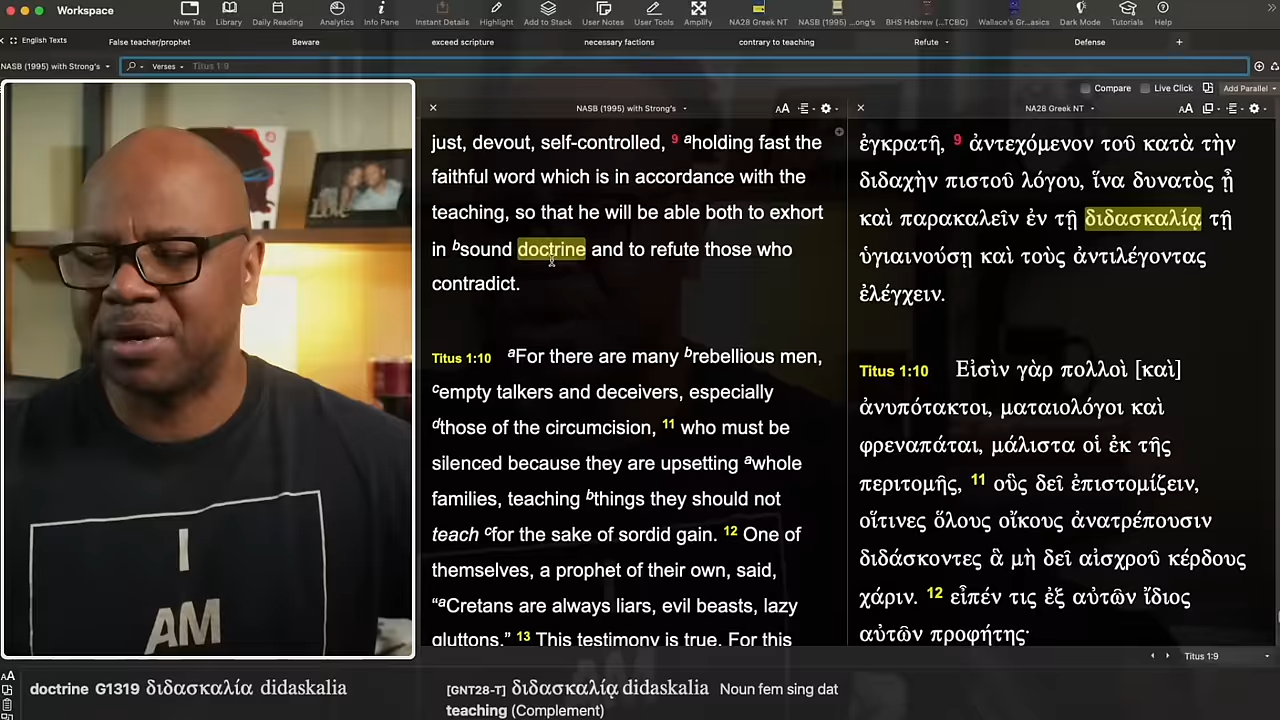 Workspace
New Tab
Library
Daily Reading
Analytics
Info Pane
Instant Details
Highlight
Add to Stack
User Notes
User Tools
Amplify
NA28 Greek NT
NASB (1995) …ong's
BHS Hebrew (…TCBC)
Wallace's Gr…asics
Dark Mode
Tutorials
Help
English Texts
False teacher/prophet
Beware
exceed scripture
necessary factions
contrary to teaching
Refute
Defense
NASB (1995) with Strong's
Verses
Titus 1:9
Compare
Live Click
Add Parallel
NASB (1995) with Strong's
just, devout, self-controlled, 9 aholding fast the
faithful word which is in accordance with the
teaching, so that he will be able both to exhort
in bsound doctrine and to refute those who
contradict.
Titus 1:10 aFor there are many brebellious men,
cempty talkers and deceivers, especially
dthose of the circumcision, 11 who must be
silenced because they are upsetting awhole
families, teaching bthings they should not
teach cfor the sake of sordid gain. 12 One of
themselves, a prophet of their own, said,
“aCretans are always liars, evil beasts, lazy
gluttons.” 13 This testimony is true. For this
NA28 Greek NT
ἐγκρατῆ, 9 ἀντεχόμενον τοῦ κατὰ τὴν
διδαχὴν πιστοῦ λόγου, ἵνα δυνατὸς ᾖ
καὶ παρακαλεῖν ἐν τῇ διδασκαλίᾳ τῇ
ὑγιαινούσῃ καὶ τοὺς ἀντιλέγοντας
ἐλέγχειν.
Titus 1:10 Εἰσὶν γὰρ πολλοὶ [καὶ]
ἀνυπότακτοι, ματαιολόγοι καὶ
φρεναπάται, μάλιστα οἱ ἐκ τῆς
περιτομῆς, 11 οὓς δεῖ ἐπιστομίζειν,
οἵτινες ὅλους οἴκους ἀνατρέπουσιν
διδάσκοντες ἃ μὴ δεῖ αἰσχροῦ κέρδους
χάριν. 12 εἶπέν τις ἐξ αὐτῶν ἴδιος
αὐτῶν προφήτης·
Titus 1:9
I
AM
LOVE
doctrine G1319 διδασκαλία didaskalia
[GNT28-T] διδασκαλίᾳ didaskalia Noun fem sing dat
teaching (Complement)